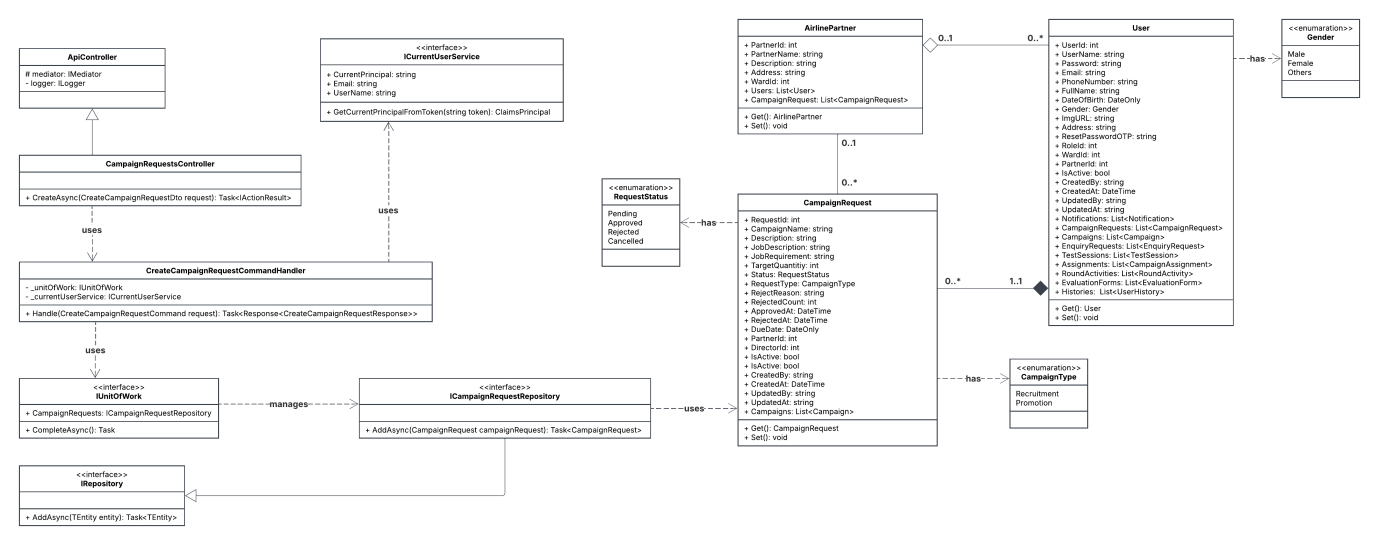 ApiController
# mediator: IMediator
- logger: ILogger
<<interface>>
ICurrentUserService
+ CurrentPrincipal: string
+ Email: string
+ UserName: string
+ GetCurrentPrincipalFromToken(string token): ClaimsPrincipal
CampaignRequestsController
+ CreateAsync(CreateCampaignRequestDto request): Task<IActionResult>
uses
uses
CreateCampaignRequestCommandHandler
- _unitOfWork: IUnitOfWork
- _currentUserService: ICurrentUserService
+ Handle(CreateCampaignRequestCommand request): Task<Response<CreateCampaignRequestResponse>>
uses
<<interface>>
IUnitOfWork
+ CampaignRequests: ICampaignRequestRepository
+ CompleteAsync(): Task
manages
<<interface>>
ICampaignRequestRepository
+ AddAsync(CampaignRequest campaignRequest): Task<CampaignRequest>
uses
<<interface>>
IRepository
+ AddAsync(TEntity entity): Task<TEntity>
AirlinePartner
+ PartnerId: int
+ PartnerName: string
+ Description: string
+ Address: string
+ WardId: int
+ Users: List<User>
+ CampaignRequest: List<CampaignRequest>
+ Get(): AirlinePartner
+ Set(): void
0..1
0..*
0..1
0..*
<<enumaration>>
RequestStatus
Pending
Approved
Rejected
Cancelled
has
CampaignRequest
+ RequestId: int
+ CampaignName: string
+ Description: string
+ JobDescription: string
+ JobRequirement: string
+ TargetQuantitiy: int
+ Status: RequestStatus
+ RequestType: CampaignType
+ RejectReason: string
+ RejectedCount: int
+ ApprovedAt: DateTime
+ RejectedAt: DateTime
+ DueDate: DateOnly
+ PartnerId: int
+ DirectorId: int
+ IsActive: bool
+ IsActive: bool
+ CreatedBy: string
+ CreatedAt: DateTime
+ UpdatedBy: string
+ UpdatedAt: string
+ Campaigns: List<Campaign>
+ Get(): CampaignRequest
+ Set(): void
0..*
1..1
has
<<enumaration>>
CampaignType
Recruitment
Promotion
User
+ UserId: int
+ UserName: string
+ Password: string
+ Email: string
+ PhoneNumber: string
+ FullName: string
+ DateOfBirth: DateOnly
+ Gender: Gender
+ ImgURL: string
+ Address: string
+ ResetPasswordOTP: string
+ RoleId: int
+ WardId: int
+ PartnerId: int
+ IsActive: bool
+ CreatedBy: string
+ CreatedAt: DateTime
+ UpdatedBy: string
+ UpdatedAt: string
+ Notifications: List<Notification>
+ CampaignRequests: List<CampaignRequest>
+ Campaigns: List<Campaign>
+ EnquiryRequests: List<EnquiryRequest>
+ TestSessions: List<TestSession>
+ Assignments: List<CampaignAssignment>
+ RoundActivities: List<RoundActivity>
+ EvaluationForms: List<EvaluationForm>
+ Histories: List<UserHistory>
+ Get(): User
+ Set(): void
has
<<enumaration>>
Gender
Male
Female
Others